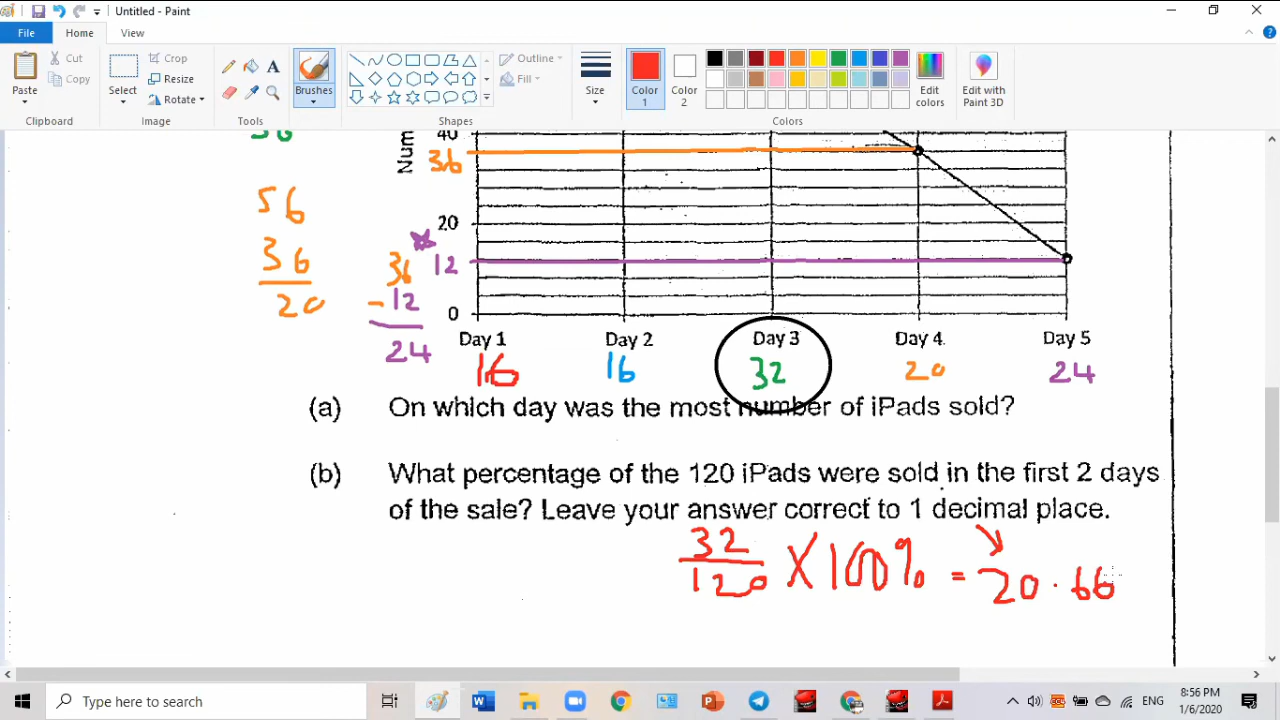 Untitled - Paint
File
Home
View
Paste
Cut
Copy
Clipboard
Select
Crop
Resize
Rotate
Image
A
Tools
Brushes
Outline
Fill
Shapes
Size
Color 1
Color 2
Edit colors
Edit with Paint 3D
Colors
Num
40
36
20
12
0
56
36
20
36
- 12
24
Day 1
Day 2
Day 3
Day 4
Day 5
16
16
32
20
24
(a) On which day was the most number of iPads sold?
(b) What percentage of the 120 iPads were sold in the first 2 days
of the sale? Leave your answer correct to 1 decimal place.
32/120 X 100% = 20.66
Type here to search
ENG
8:56 PM
1/6/2020